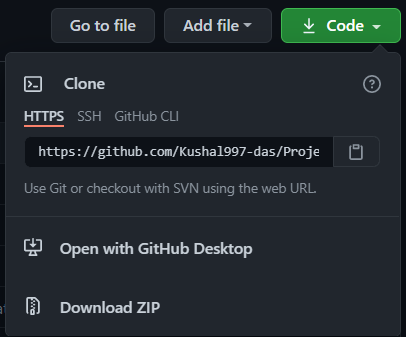 Go to file Add file Code
Clone
HTTPS SSH GitHub CLI
https://github.com/Kushal997-das/Proje
Use Git or checkout with SVN using the web URL.
Open with GitHub Desktop
Download ZIP